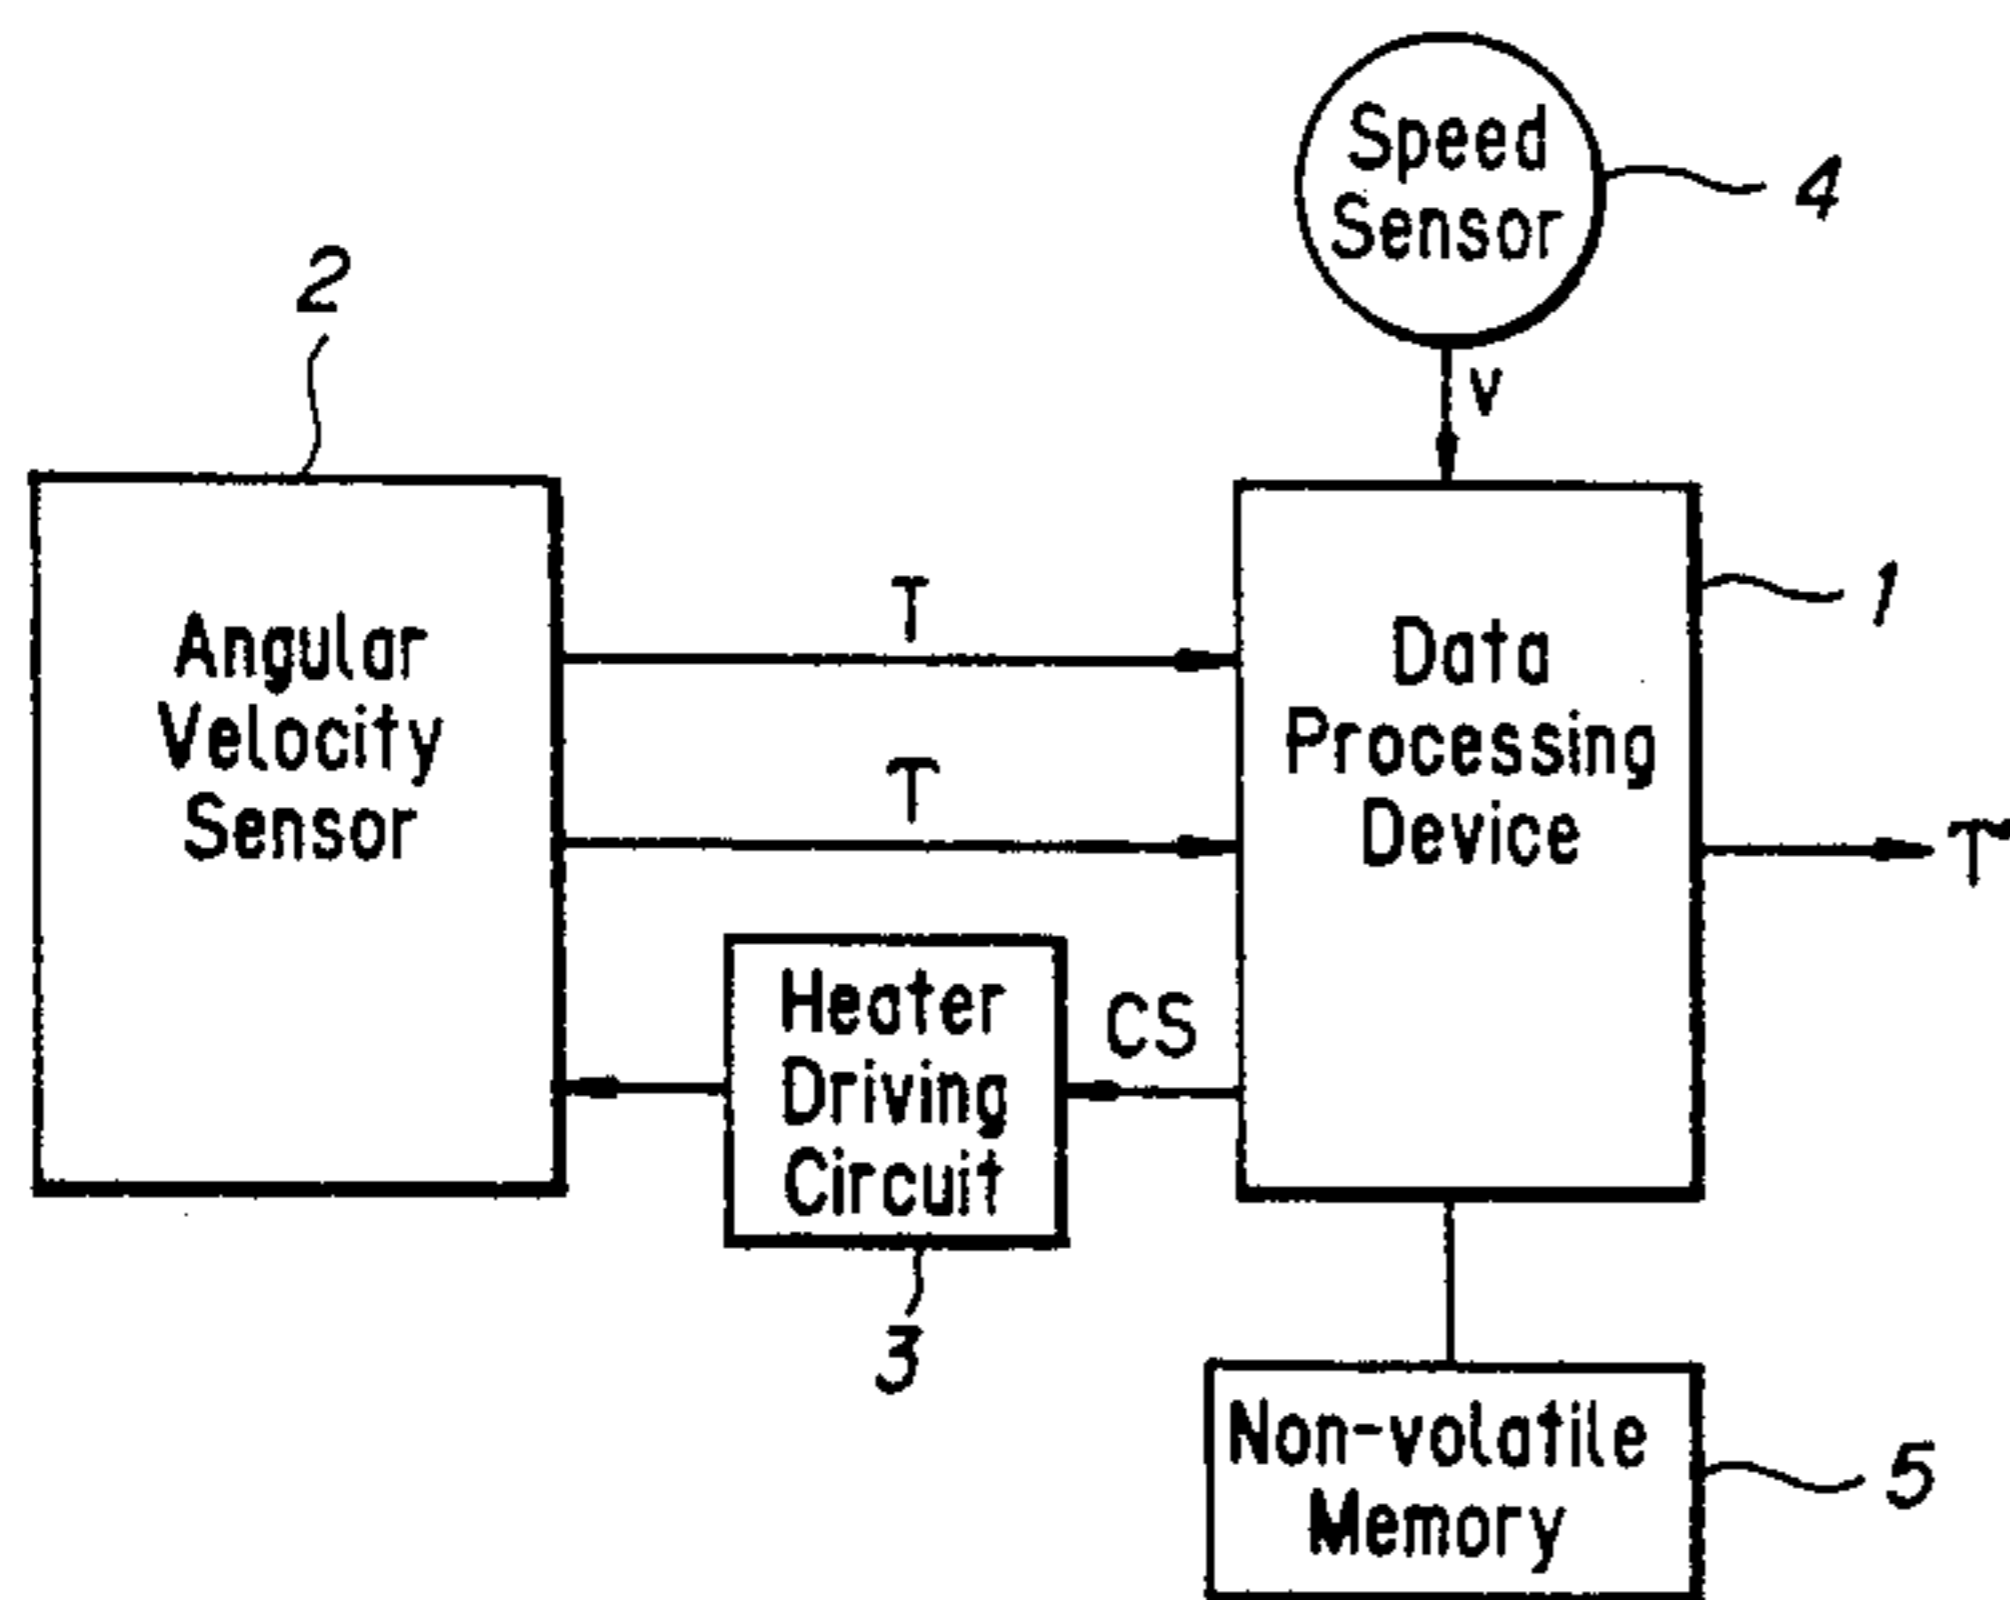 Speed
Sensor
4
v
2
Angular
Velocity
Sensor
T
T
1
Data
Processing
Device
Heater
Driving
Circuit
CS
3
Non-volatile
Memory
5